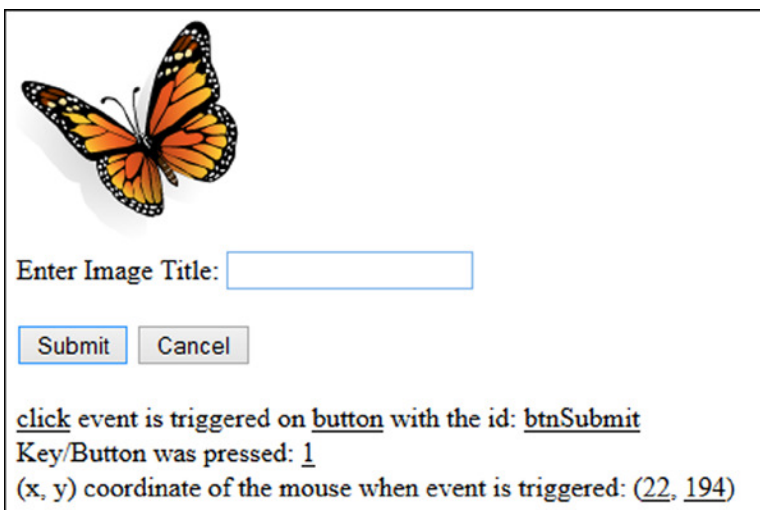 Enter Image Title:
Submit Cancel
click event is triggered on button with the id: btnSubmit
Key/Button was pressed: 1
(x, y) coordinate of the mouse when event is triggered: (22, 194)